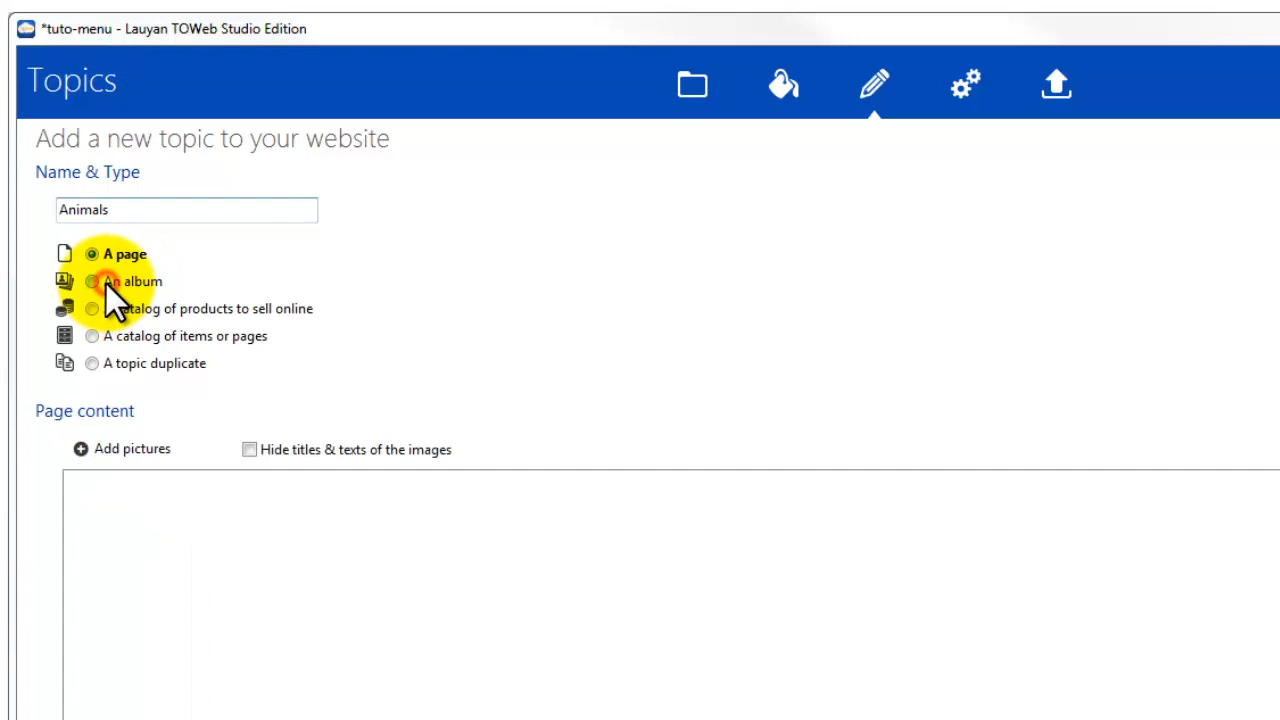 *tuto-menu - Lauyan TOWeb Studio Edition
Topics
Add a new topic to your website
Name & Type
Animals
A page
An album
catalog of products to sell online
A catalog of items or pages
A topic duplicate
Page content
Add pictures
Hide titles & texts of the images